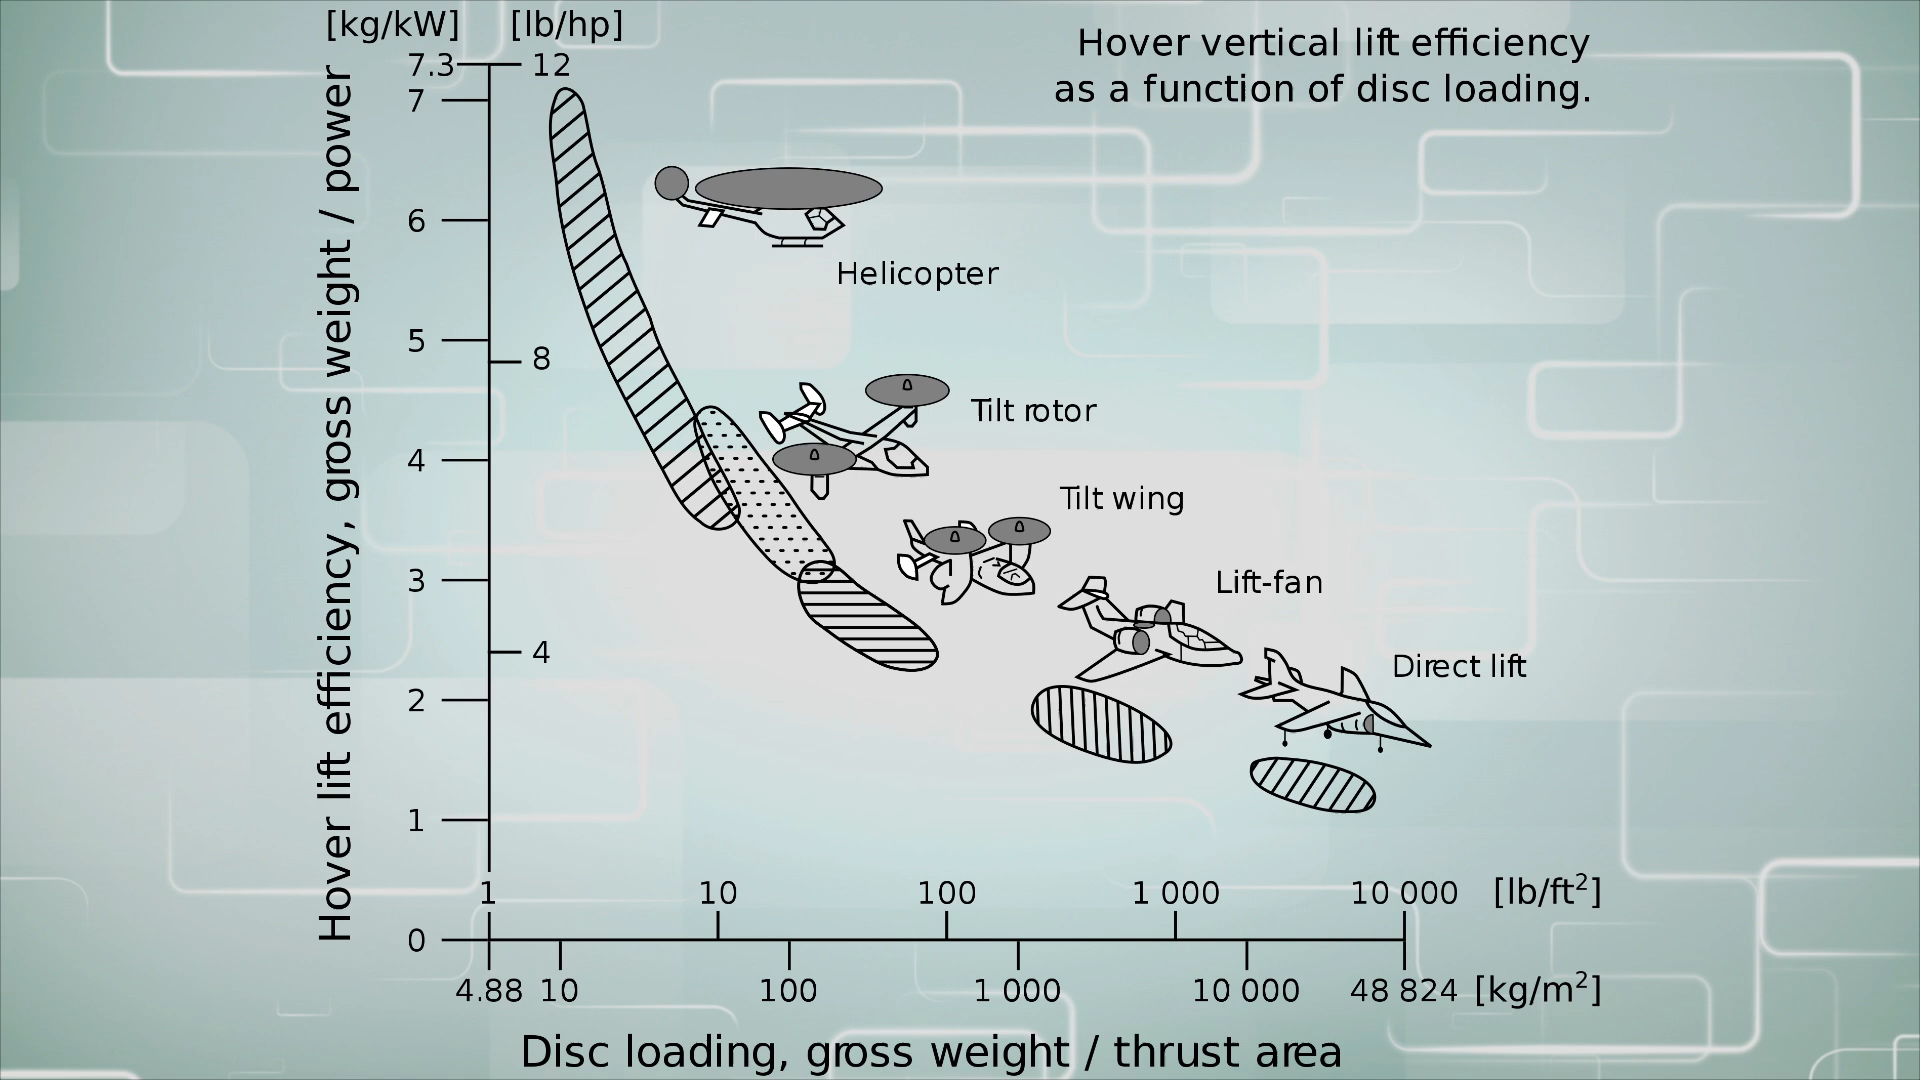 [kg/kW] [lb/hp]
Hover vertical lift efficiency
as a function of disc loading.
7.3 12
7
6
5
8
4
3
4
2
1
0
Hover lift efficiency, gross weight / power
Helicopter
Tilt rotor
Tilt wing
Lift-fan
Direct lift
1 10 100 1 000 10 000 [lb/ft²]
4.88 10 100 1 000 10 000 48 824 [kg/m²]
Disc loading, gross weight / thrust area